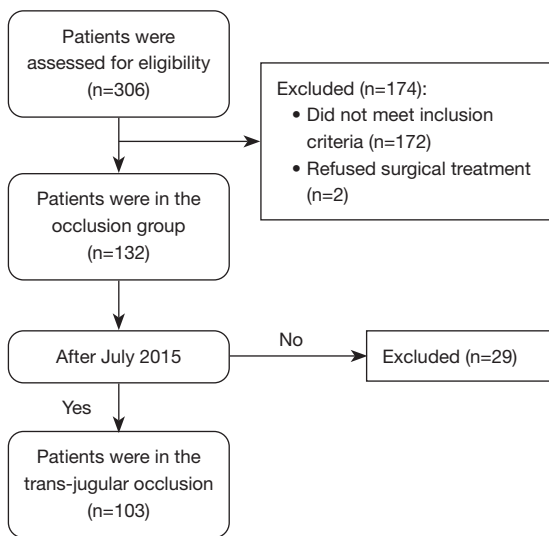 Patients were
assessed for eligibility
(n=306)
Excluded (n=174):
• Did not meet inclusion
criteria (n=172)
• Refused surgical treatment
(n=2)
Patients were in the
occlusion group
(n=132)
After July 2015
No
Excluded (n=29)
Yes
Patients were in the
trans-jugular occlusion
(n=103)